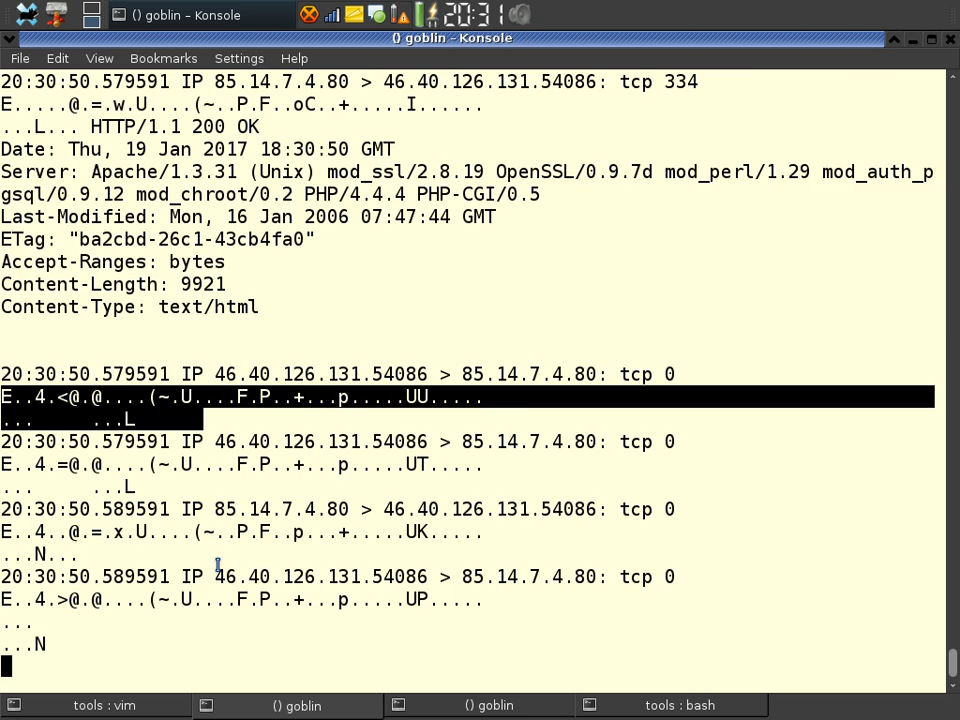 () goblin – Konsole
20:31
() goblin – Konsole
File Edit View Bookmarks Settings Help
20:30:50.579591 IP 85.14.7.4.80 > 46.40.126.131.54086: tcp 334
E.....@.=.w.U....(~..P.F..oC..+.....I......
...L... HTTP/1.1 200 OK
Date: Thu, 19 Jan 2017 18:30:50 GMT
Server: Apache/1.3.31 (Unix) mod_ssl/2.8.19 OpenSSL/0.9.7d mod_perl/1.29 mod_auth_p
gsql/0.9.12 mod_chroot/0.2 PHP/4.4.4 PHP-CGI/0.5
Last-Modified: Mon, 16 Jan 2006 07:47:44 GMT
ETag: "ba2cbd-26c1-43cb4fa0"
Accept-Ranges: bytes
Content-Length: 9921
Content-Type: text/html
20:30:50.579591 IP 46.40.126.131.54086 > 85.14.7.4.80: tcp 0
E..4.<@.@....(~.U....F.P..+...p.....UU.....
... ...L
20:30:50.579591 IP 46.40.126.131.54086 > 85.14.7.4.80: tcp 0
E..4.=@.@....(~.U....F.P..+...p.....UT.....
... ...L
20:30:50.589591 IP 85.14.7.4.80 > 46.40.126.131.54086: tcp 0
E..4..@.=.x.U....(~..P.F..p...+.....UK.....
...N...
20:30:50.589591 IP 46.40.126.131.54086 > 85.14.7.4.80: tcp 0
E..4.>@.@....(~.U....F.P..+...p.....UP.....
...
...N
tools : vim
() goblin
() goblin
tools : bash